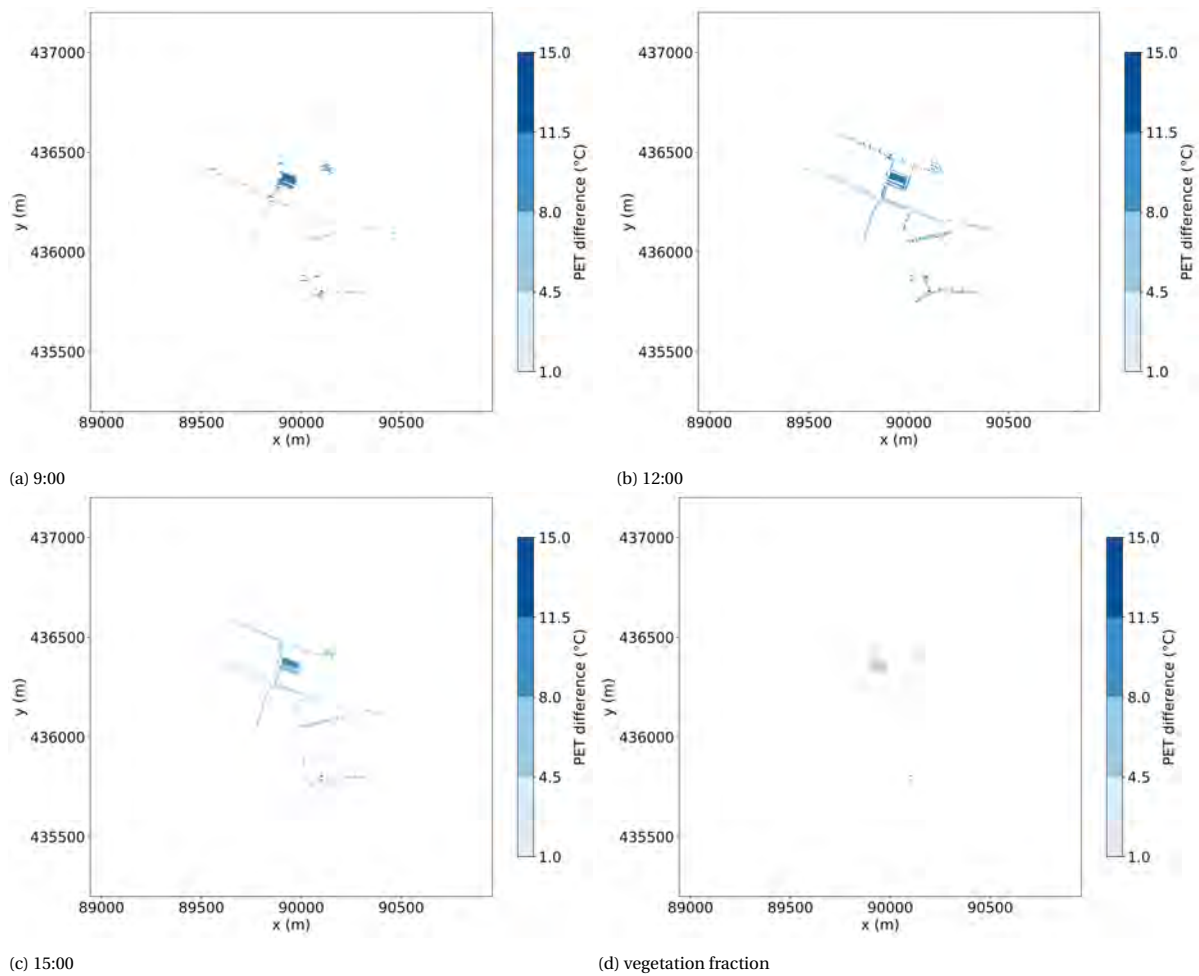 437000
436500
436000
435500
89000 89500 90000 90500
x (m)
y (m)
15.0
11.5
8.0
4.5
1.0
PET difference (°C)
(a) 9:00
437000
436500
436000
435500
89000 89500 90000 90500
x (m)
y (m)
15.0
11.5
8.0
4.5
1.0
PET difference (°C)
(b) 12:00
437000
436500
436000
435500
89000 89500 90000 90500
x (m)
y (m)
15.0
11.5
8.0
4.5
1.0
PET difference (°C)
(c) 15:00
437000
436500
436000
435500
89000 89500 90000 90500
x (m)
y (m)
15.0
11.5
8.0
4.5
1.0
PET difference (°C)
(d) vegetation fraction